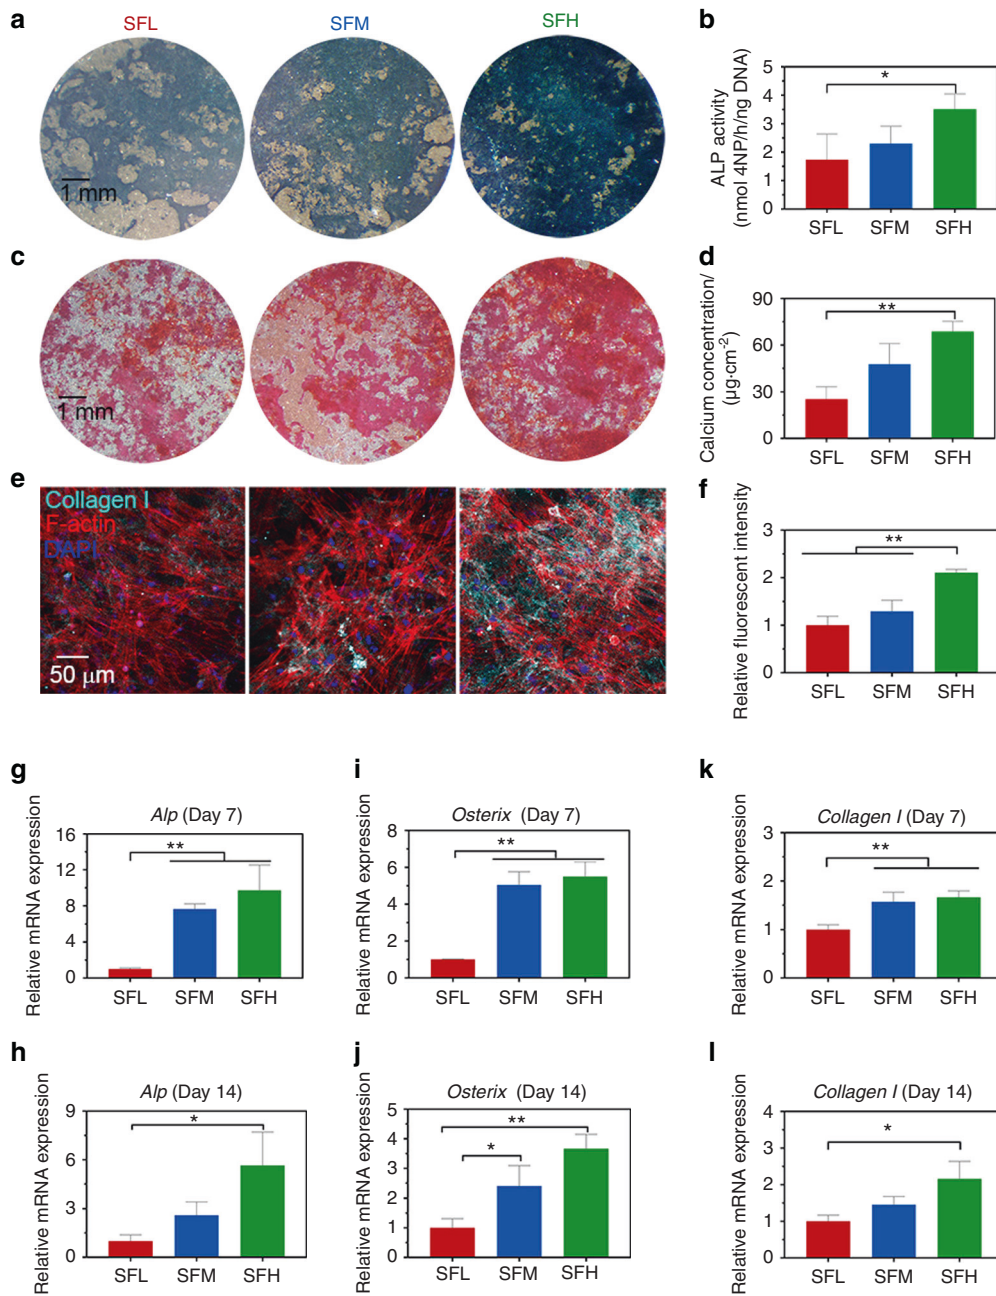 a
SFL
SFM
SFH
1 mm
b
ALP activity
(nmol 4NP/h/ng DNA)
5
4
3
2
1
0
*
SFL
SFM
SFH
c
1 mm
d
Calcium concentration/
(µg·cm⁻²)
90
60
30
0
**
SFL
SFM
SFH
e
Collagen I
F-actin
DAPI
50 µm
f
Relative fluorescent intensity
3
2
1
0
**
SFL
SFM
SFH
g
Alp (Day 7)
Relative mRNA expression
16
12
8
4
0
**
SFL
SFM
SFH
i
Osterix (Day 7)
Relative mRNA expression
8
6
4
2
0
**
SFL
SFM
SFH
k
Collagen I (Day 7)
Relative mRNA expression
3
2
1
0
**
SFL
SFM
SFH
h
Alp (Day 14)
Relative mRNA expression
9
6
3
0
*
SFL
SFM
SFH
j
Osterix (Day 14)
Relative mRNA expression
5
4
3
2
1
0
**
*
SFL
SFM
SFH
l
Collagen I (Day 14)
Relative mRNA expression
4
3
2
1
0
*
SFL
SFM
SFH